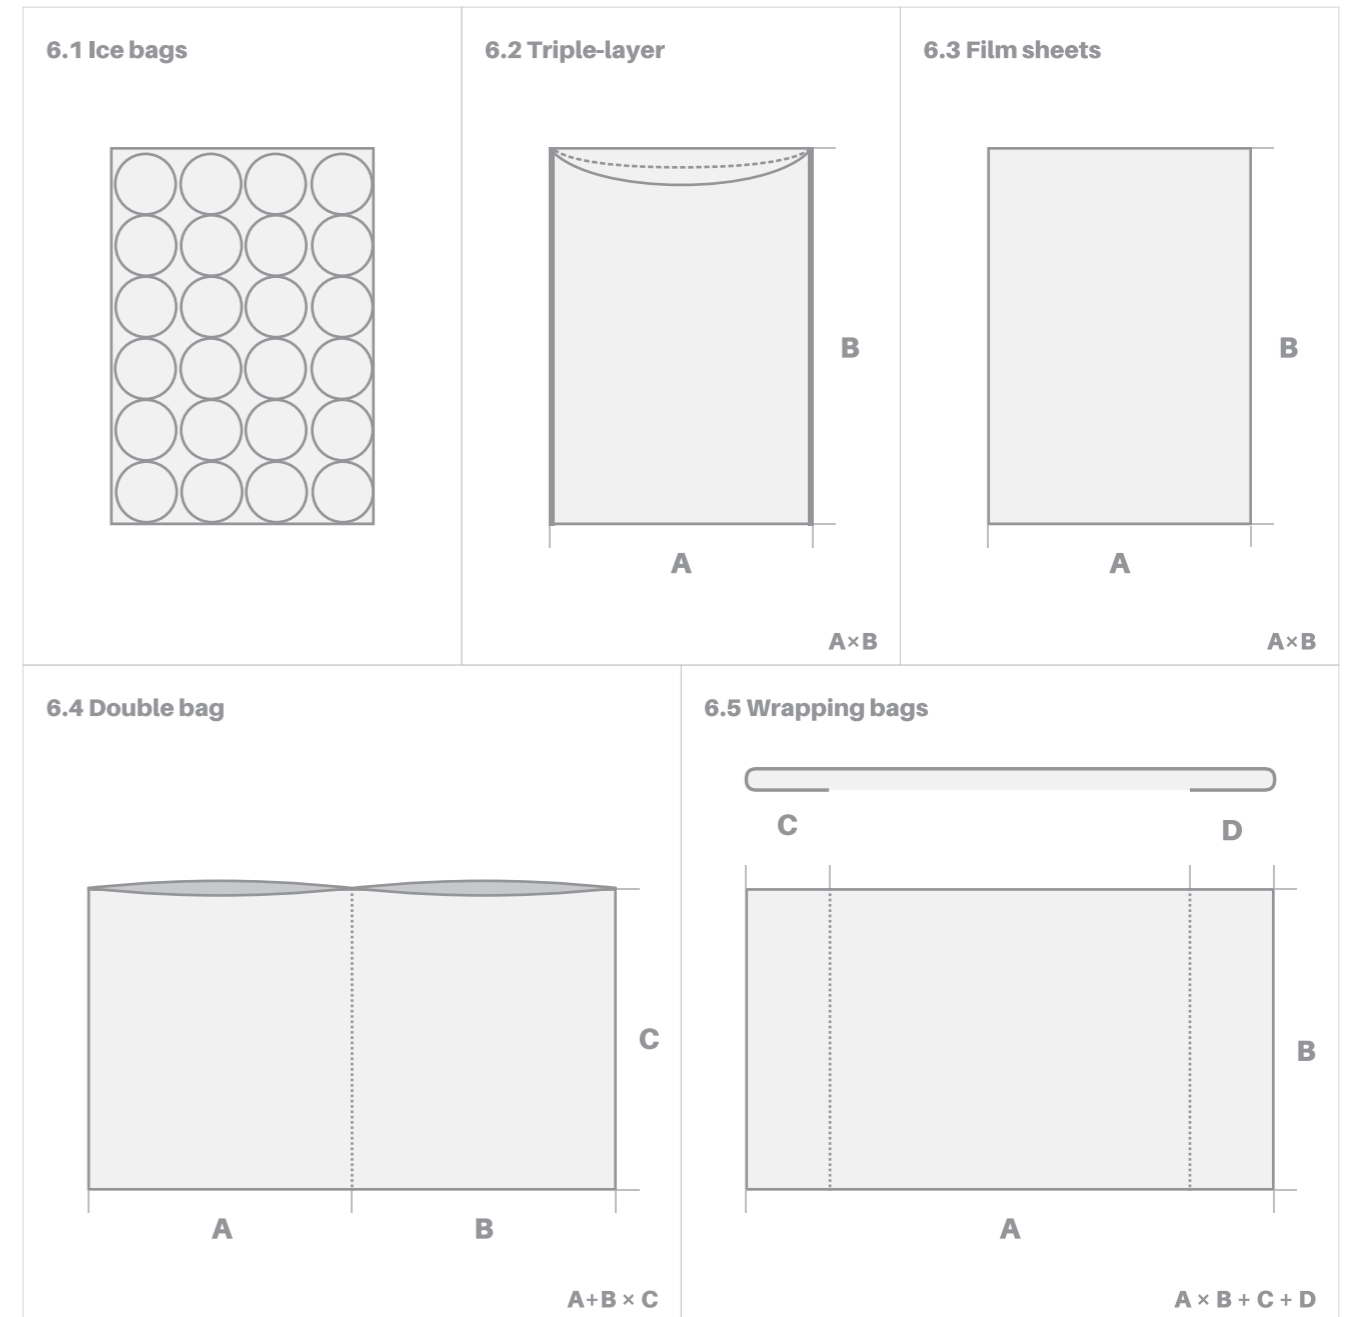 6.1 Ice bags
6.2 Triple-layer
B
A
A×B
6.3 Film sheets
B
A
A×B
6.4 Double bag
C
A
B
A+B × C
6.5 Wrapping bags
C
D
B
A
A × B + C + D